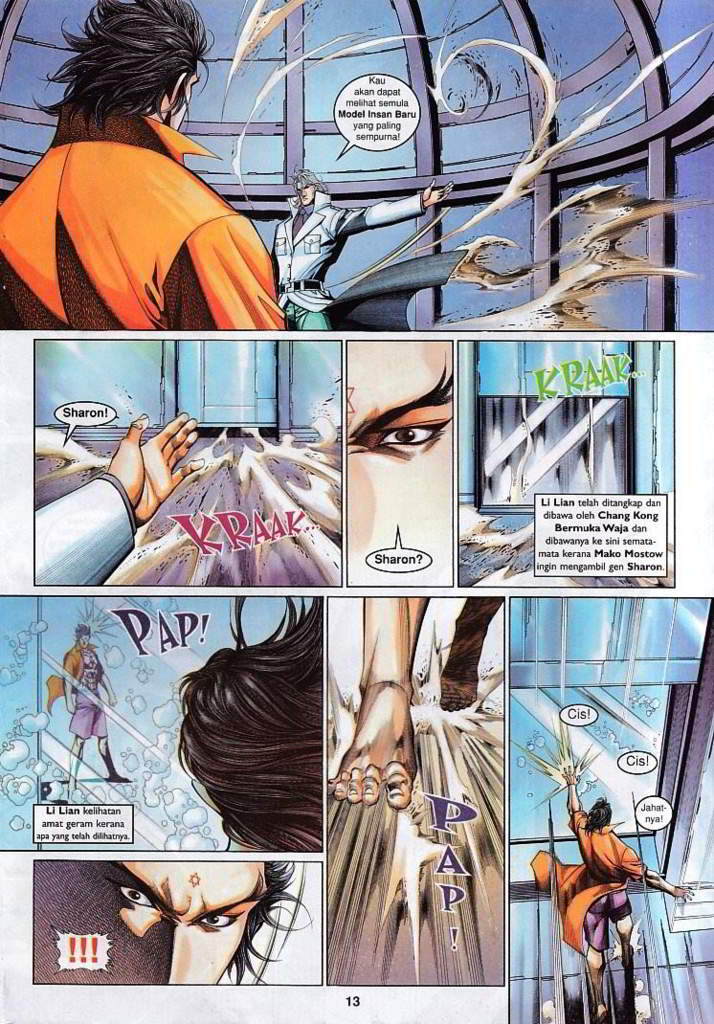 Kau
akan dapat
melihat semula
Model Insan Baru
yang paling
sempurna!
Sharon!
KRAAK...
Sharon?
KRAAK...
Li Lian telah ditangkap dan
dibawa oleh Chang Kong
Bermuka Waja dan
dibawanya ke sini semata-
mata kerana Mako Mostow
ingin mengambil gen Sharon.
PAP!
Li Lian kelihatan
amat geram kerana
apa yang telah dilihatnya.
!!!
PAP!
Cis!
Cis!
Jahat-
nya!
13